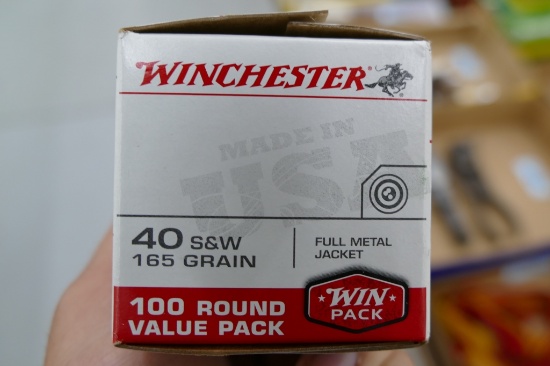 WINCHESTER
MADE IN
USA
40 S&W
165 GRAIN
FULL METAL
JACKET
100 ROUND
VALUE PACK
WIN
PACK